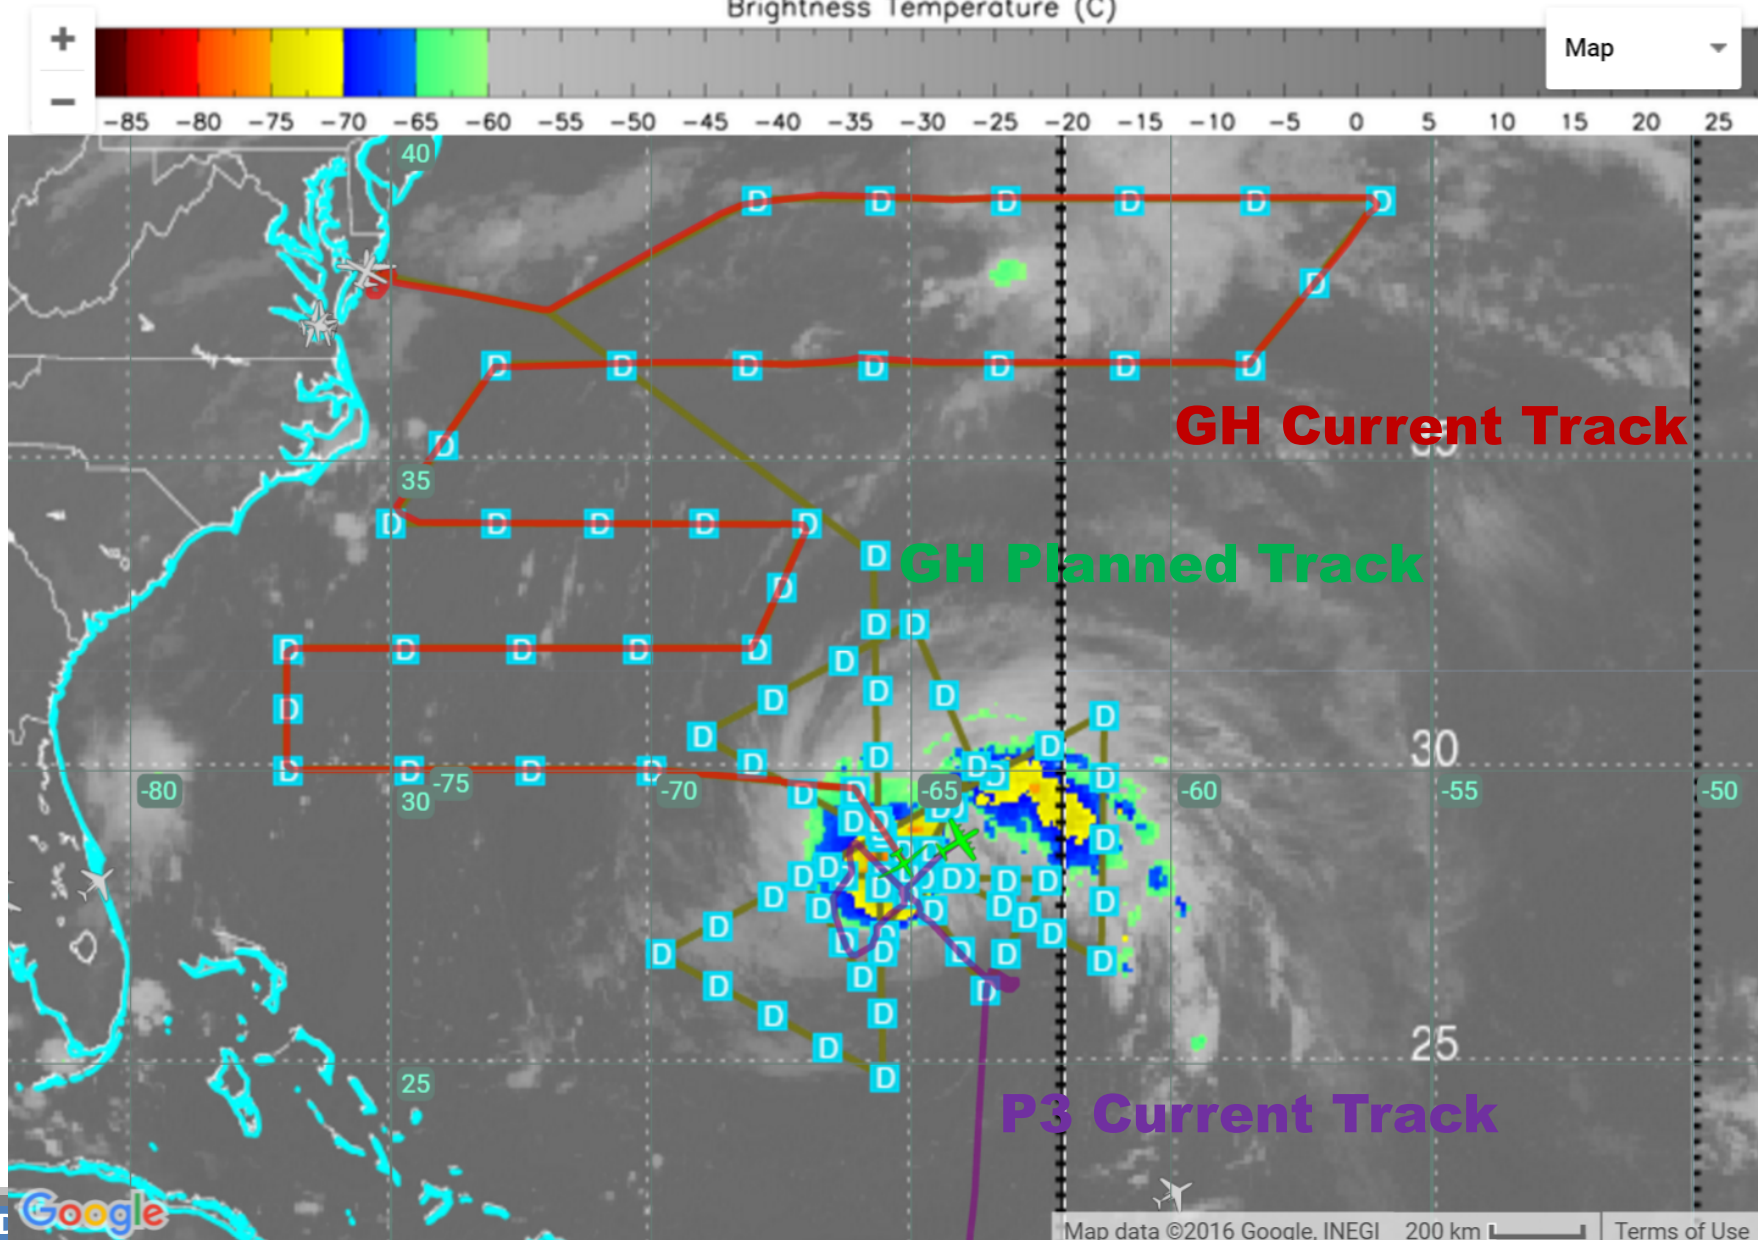 Brightness Temperature (C)
+
−
Map
-85 -80 -75 -70 -65 -60 -55 -50 -45 -40 -35 -30 -25 -20 -15 -10 -5 0 5 10 15 20 25
40
D D D D D D
D
D D D D D D D
GH Current Track
D
35
35
D D D D D
D
GH Planned Track
D
D D
D D D D D
D
D D
D D
D
D D
30
D D
D D D D
D D
-80 -75 -70 -65 -60 -55 -50
30
D D
D D D
D
D D D D D D
D D D D
D D D
D D D
D D D D D
D D D
D D
25
D
D
25
P3 Current Track
Google
Map data ©2016 Google, INEGI 200 km Terms of Use